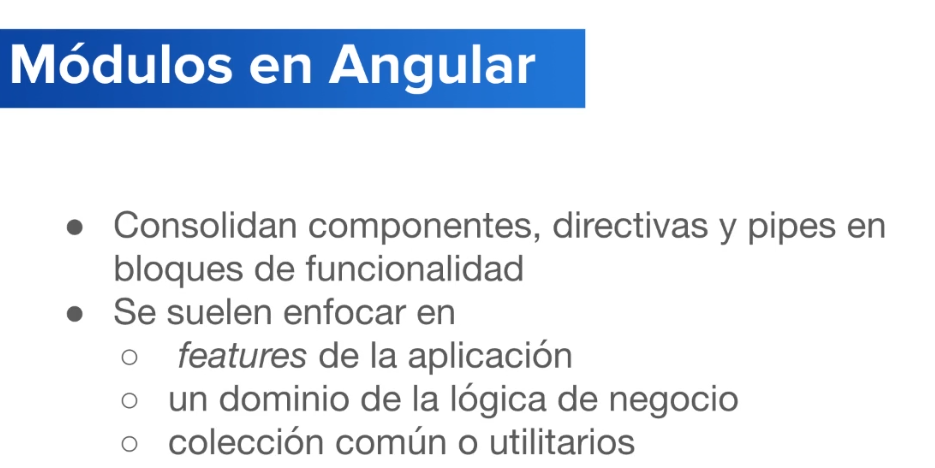 Módulos en Angular
● Consolidan componentes, directivas y pipes en
bloques de funcionalidad
● Se suelen enfocar en
○ features de la aplicación
○ un dominio de la lógica de negocio
○ colección común o utilitarios